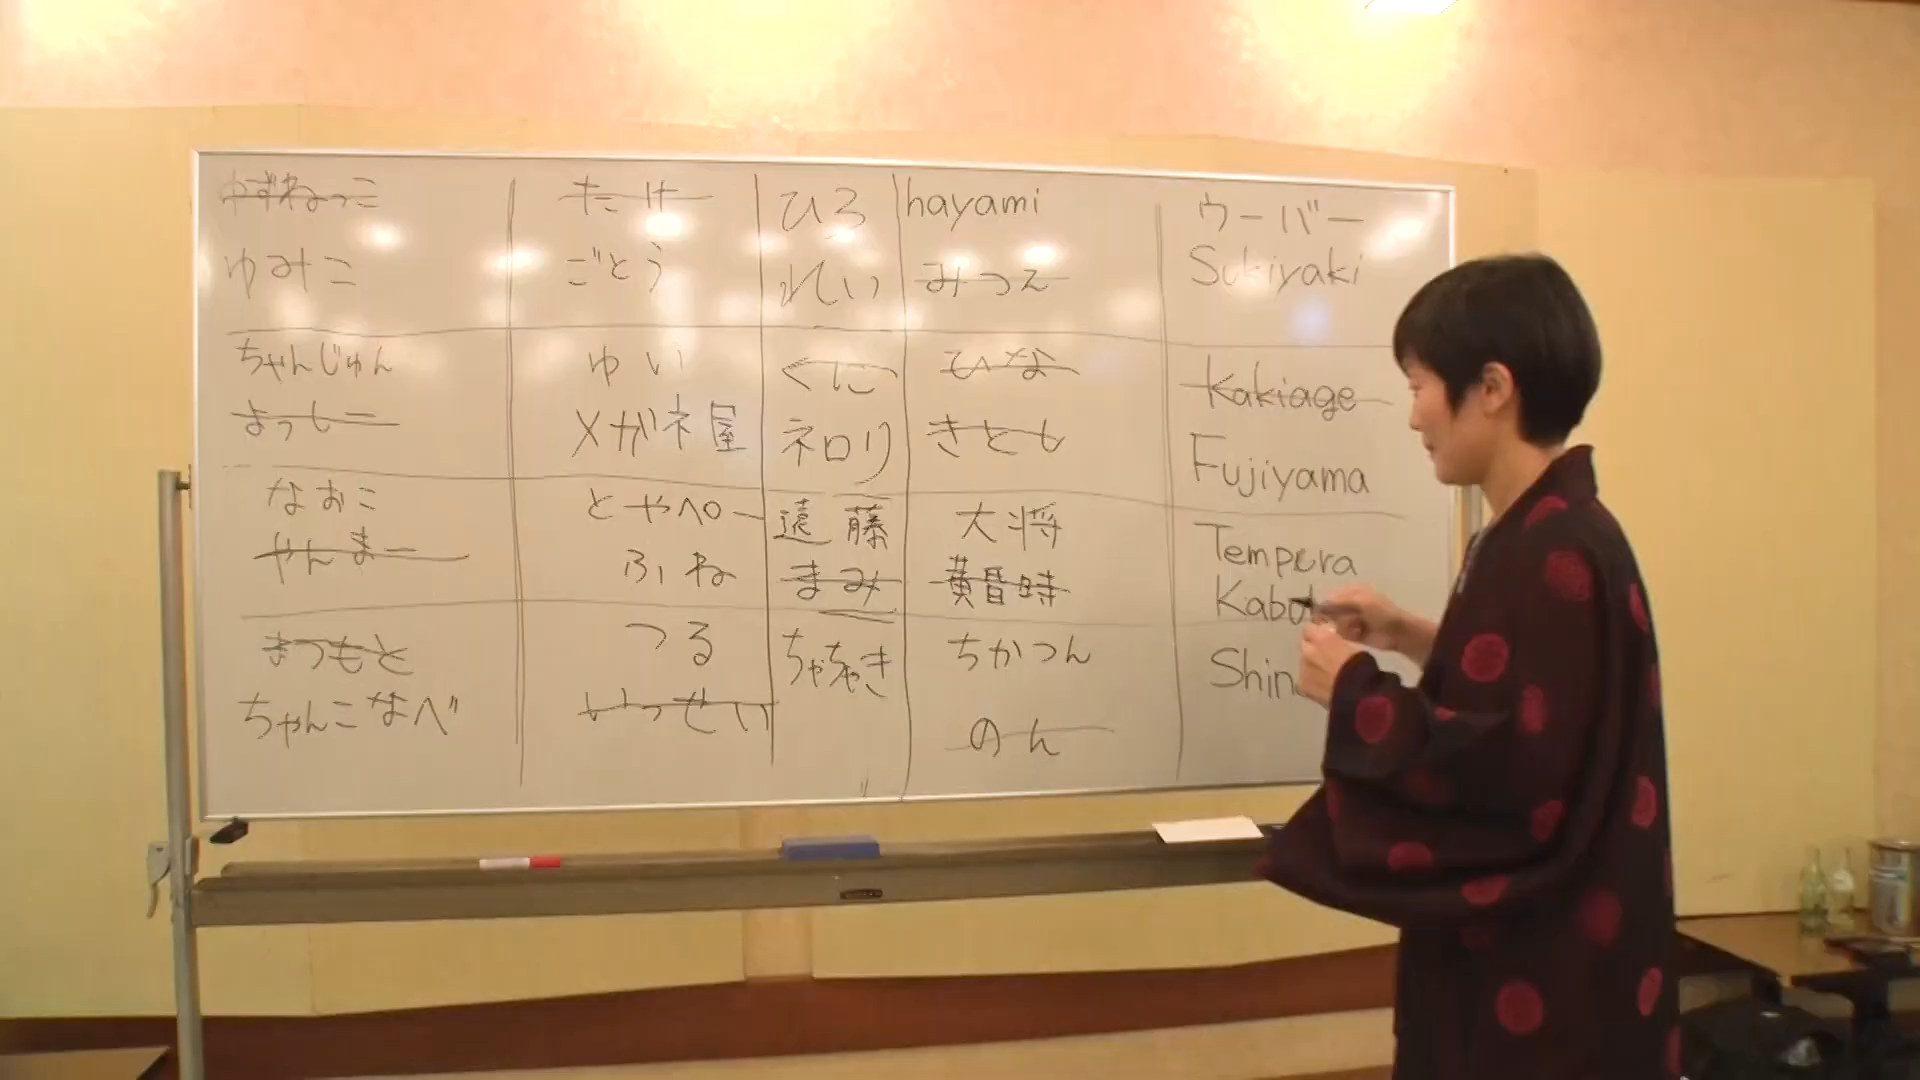 ゆずねっこ
ゆみこ
ちゃんじゅん
よっしー
なおこ
やんまー
まつもと
ちゃんこなべ
たけ
ごとう
ゆい
メガネ屋
とやぺー
ふね
つる
いっせい
ひろ
れい
くに
ネロリ
遠藤
まみ
ちゃちゃき
hayami
みつえ
ひな
きとも
大将
黄昏時
ちかつん
のん
ウーバー
Sukiyaki
Kakiage
Fujiyama
Tempura